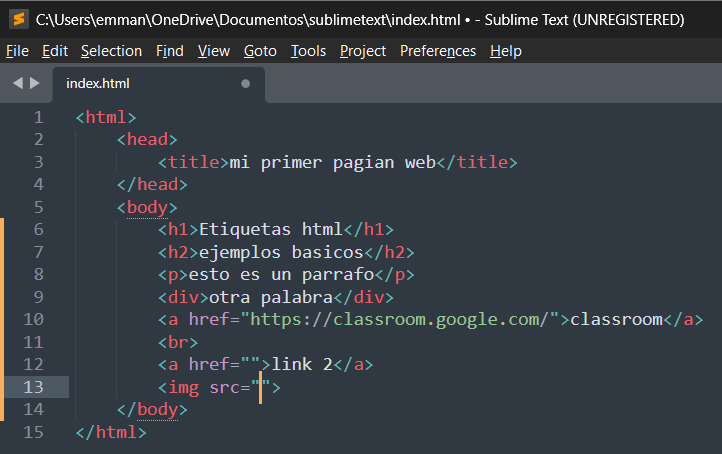 C:\Users\emman\OneDrive\Documentos\sublimetext\index.html • - Sublime Text (UNREGISTERED)
File Edit Selection Find View Goto Tools Project Preferences Help
index.html
1 <html>
2 <head>
3 <title>mi primer pagian web</title>
4 </head>
5 <body>
6 <h1>Etiquetas html</h1>
7 <h2>ejemplos basicos</h2>
8 <p>esto es un parrafo</p>
9 <div>otra palabra</div>
10 <a href="https://classroom.google.com/">classroom</a>
11 <br>
12 <a href="">link 2</a>
13 <img src="">
14 </body>
15 </html>